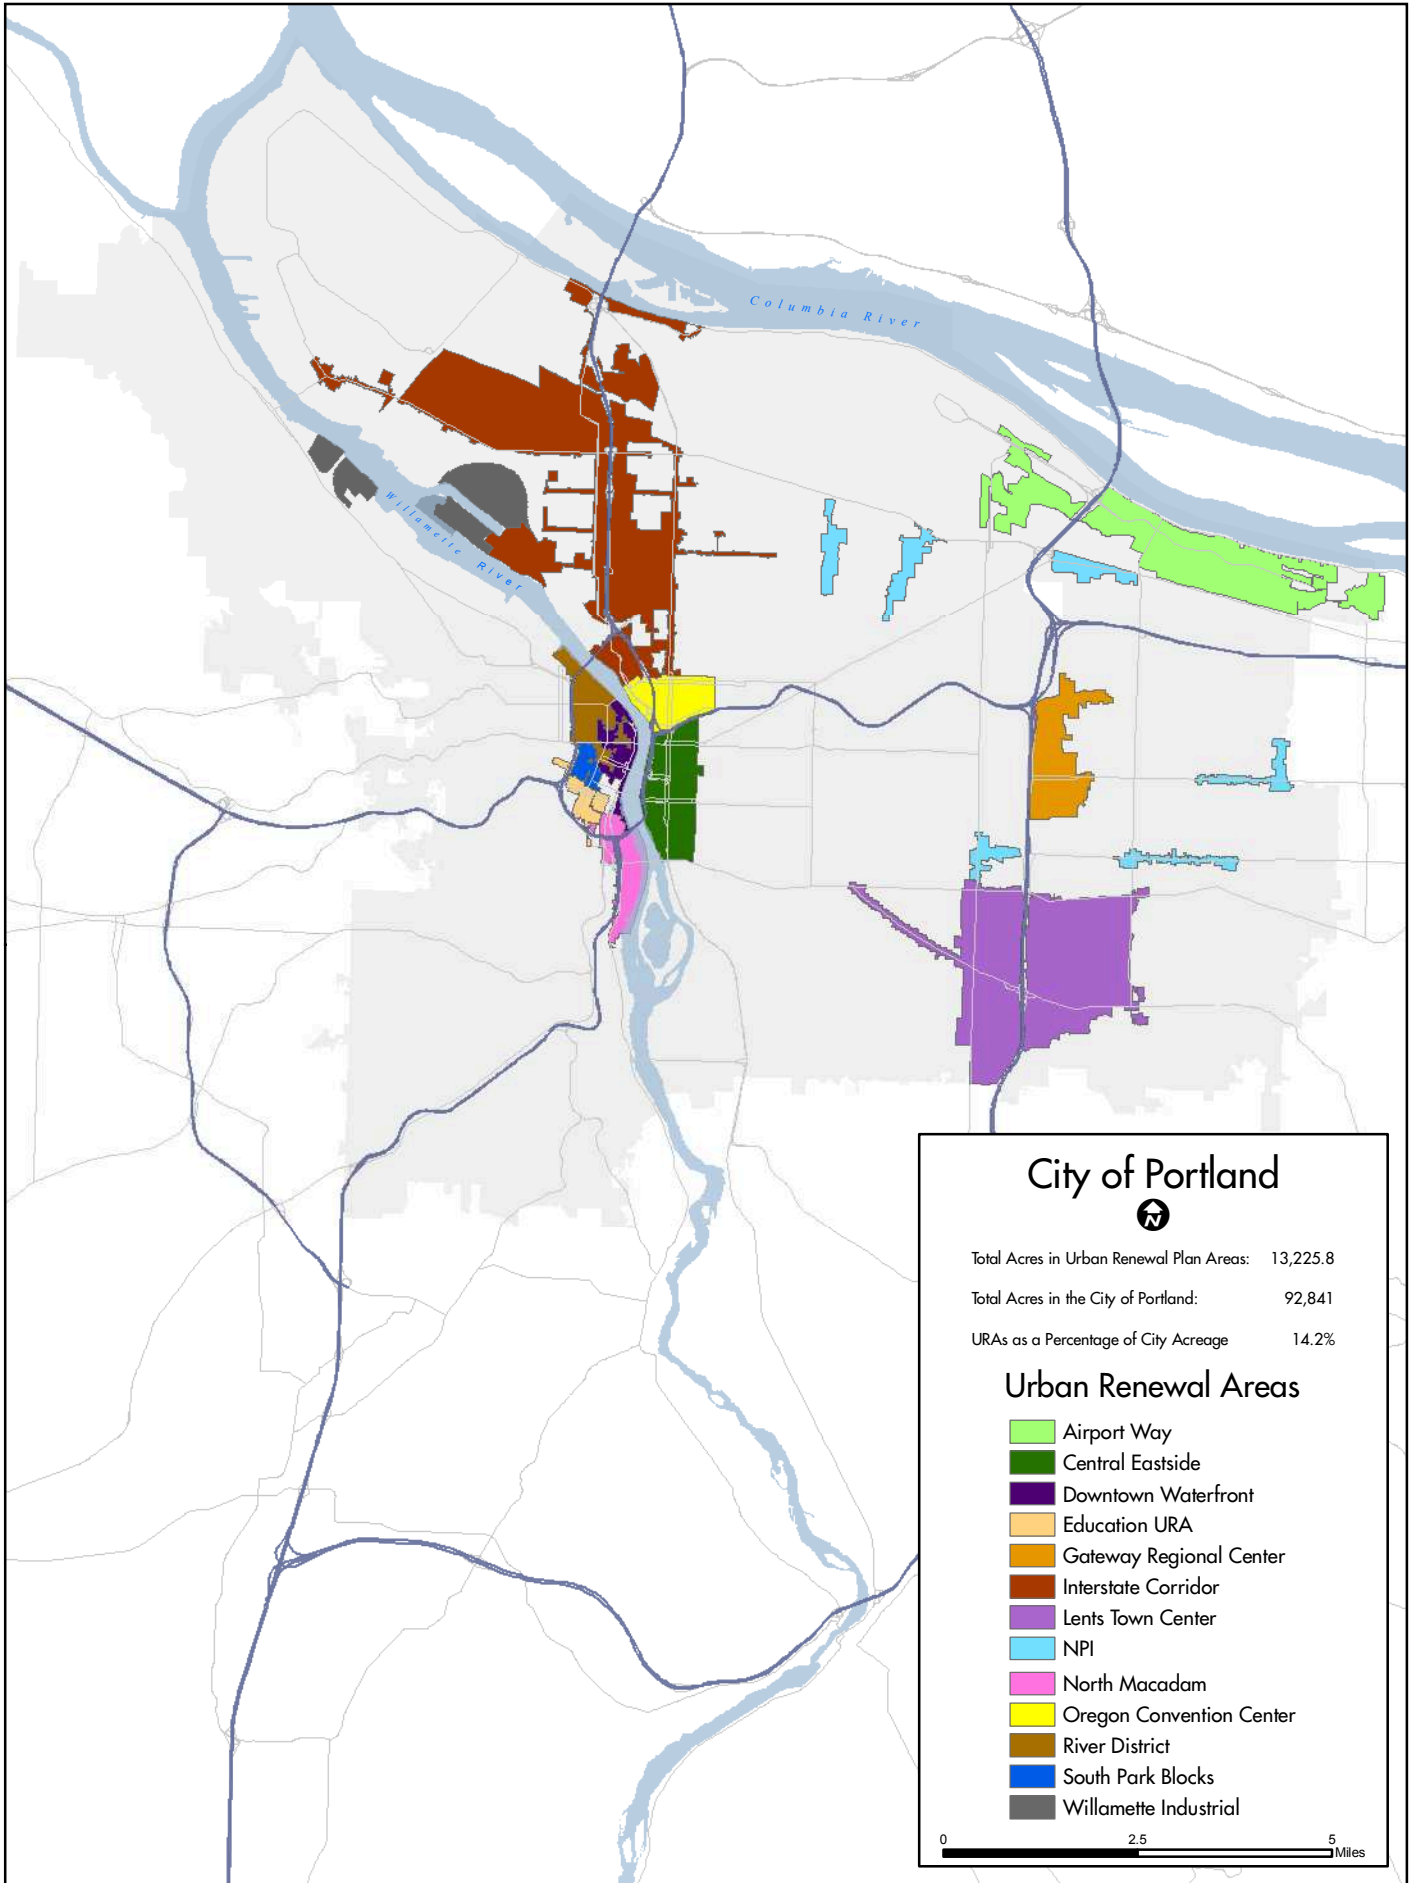 Columbia River
Willamette River
City of Portland
N
Total Acres in Urban Renewal Plan Areas: 13,225.8
Total Acres in the City of Portland: 92,841
URAs as a Percentage of City Acreage 14.2%
Urban Renewal Areas
Airport Way
Central Eastside
Downtown Waterfront
Education URA
Gateway Regional Center
Interstate Corridor
Lents Town Center
NPI
North Macadam
Oregon Convention Center
River District
South Park Blocks
Willamette Industrial
0 2.5 5
Miles